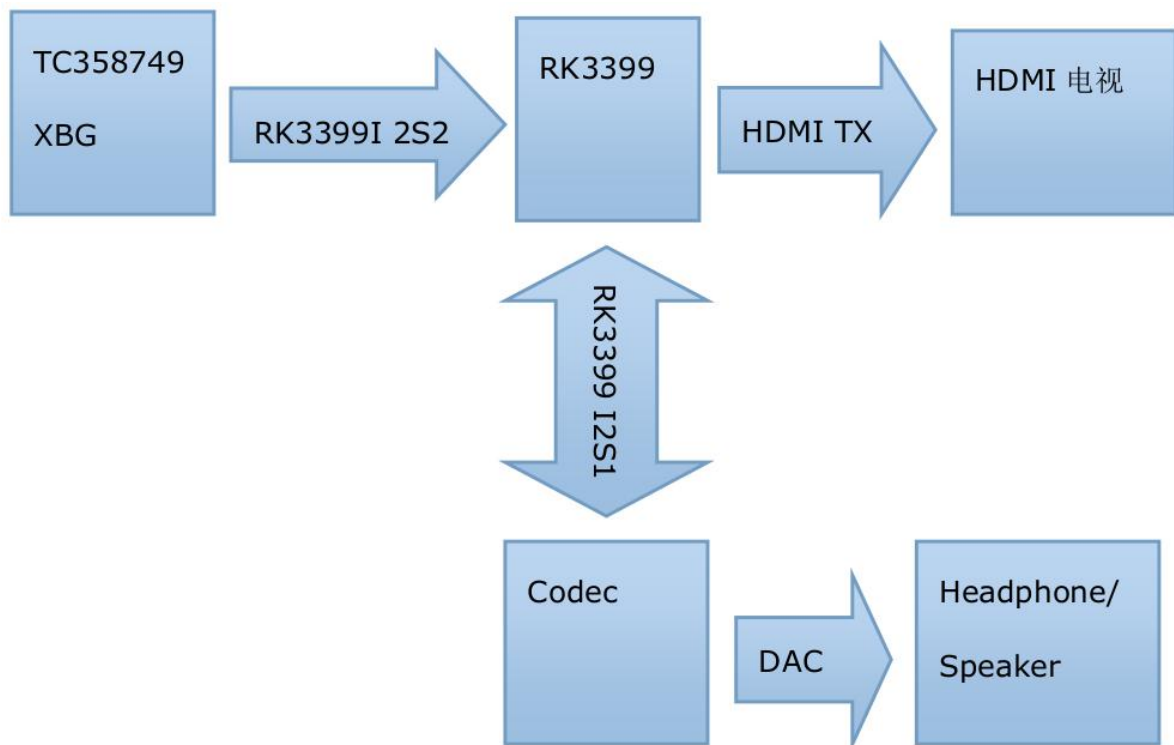 TC358749
XBG
RK3399I 2S2
RK3399
HDMI TX
HDMI 电视
RK3399 I2S1
Codec
DAC
Headphone/
Speaker